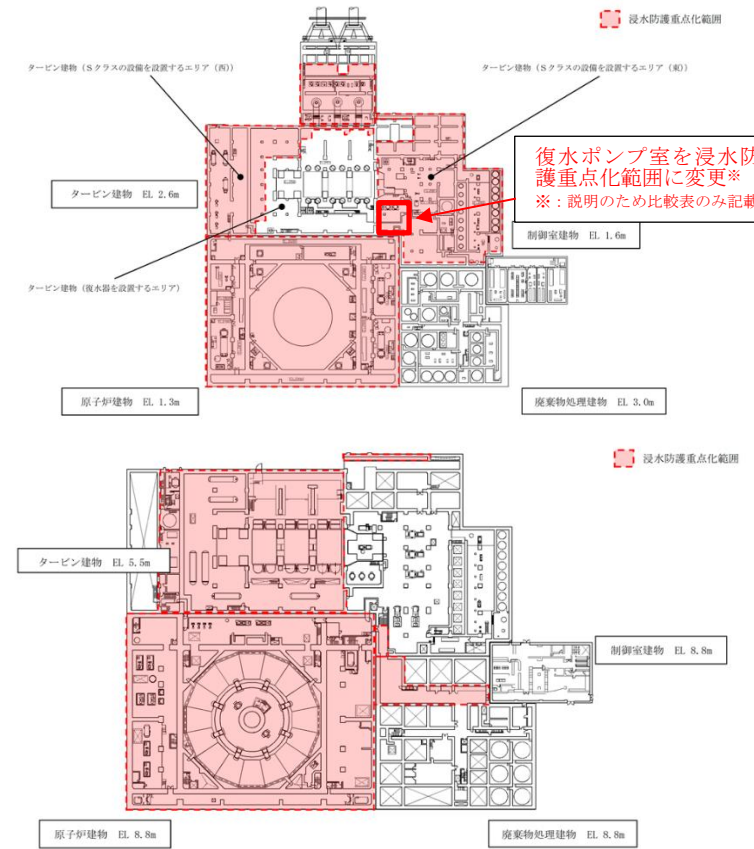 浸水防護重点化範囲
タービン建物（Sクラスの設備を設置するエリア（西））
タービン建物（Sクラスの設備を設置するエリア（東））
復水ポンプ室を浸水防
護重点化範囲に変更※
※：説明のため比較表のみ記載
タービン建物 EL 2.6m
制御室建物 EL 1.6m
タービン建物（復水器を設置するエリア）
原子炉建物 EL 1.3m
廃棄物処理建物 EL 3.0m
浸水防護重点化範囲
タービン建物 EL 5.5m
制御室建物 EL 8.8m
原子炉建物 EL 8.8m
廃棄物処理建物 EL 8.8m